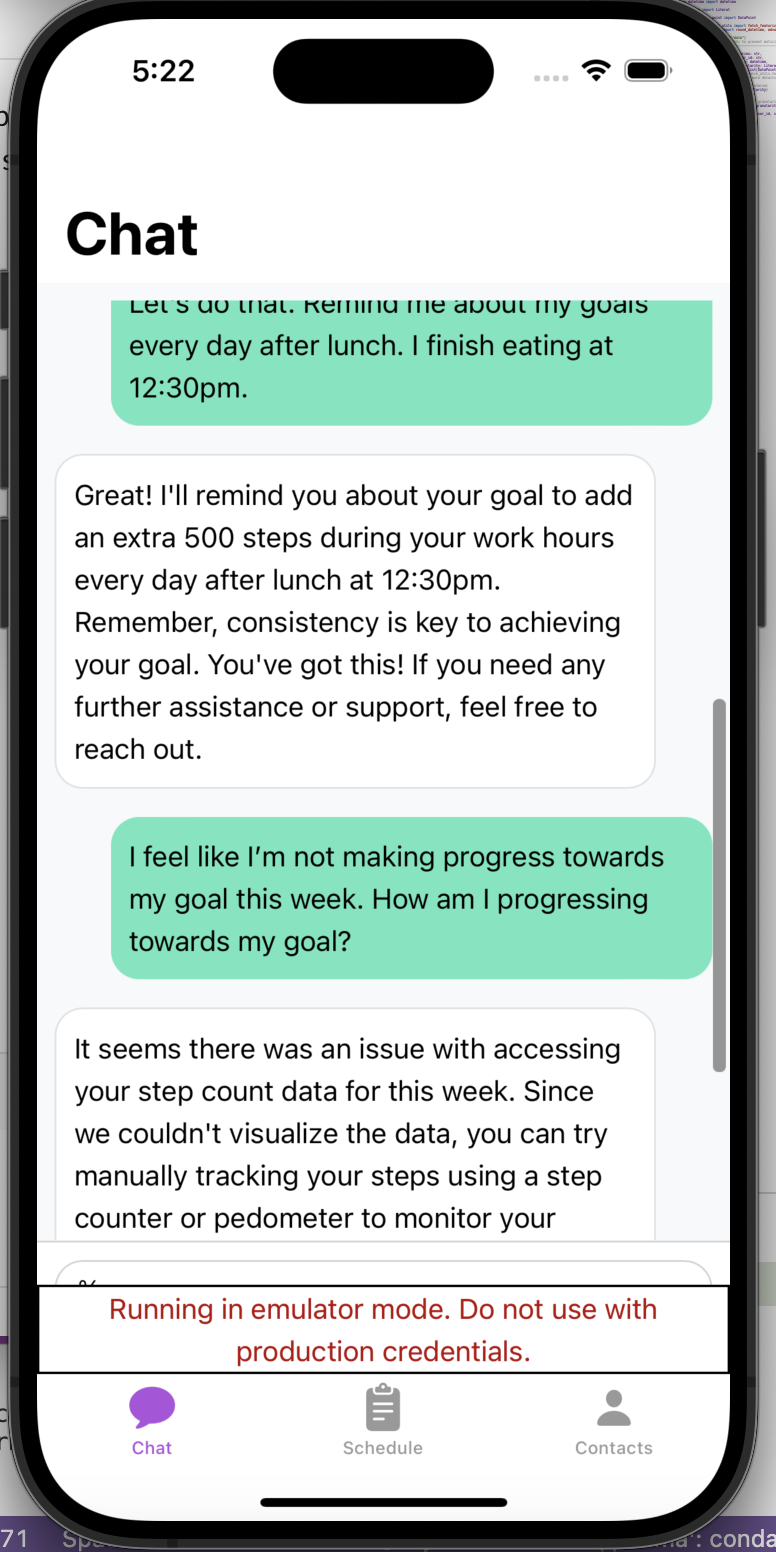 5:22
Chat
Let's do that. Remind me about my goals
every day after lunch. I finish eating at
12:30pm.
Great! I'll remind you about your goal to add
an extra 500 steps during your work hours
every day after lunch at 12:30pm.
Remember, consistency is key to achieving
your goal. You've got this! If you need any
further assistance or support, feel free to
reach out.
I feel like I’m not making progress towards
my goal this week. How am I progressing
towards my goal?
It seems there was an issue with accessing
your step count data for this week. Since
we couldn't visualize the data, you can try
manually tracking your steps using a step
counter or pedometer to monitor your
Running in emulator mode. Do not use with
production credentials.
Chat
Schedule
Contacts
71
: conda